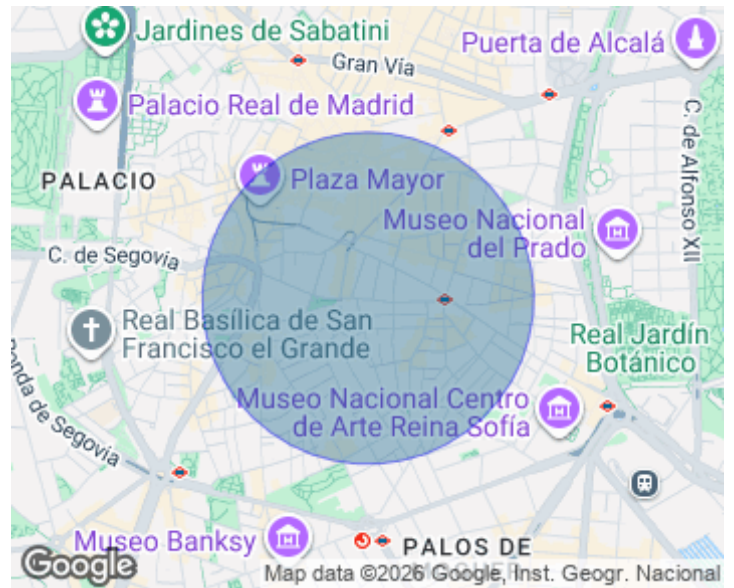 Jardines de Sabatini
Puerta de Alcalá
Gran Vía
Palacio Real de Madrid
C. de Alfonso XII
PALACIO
Plaza Mayor
Museo Nacional
del Prado
C. de Segovia
Real Basílica de San
Francisco el Grande
Real Jardín
Botánico
Ronda de Segovia
Museo Nacional Centro
de Arte Reina Sofía
Museo Banksy
PALOS DE
Google
Map data ©2026 Google, Inst. Geogr. Nacional